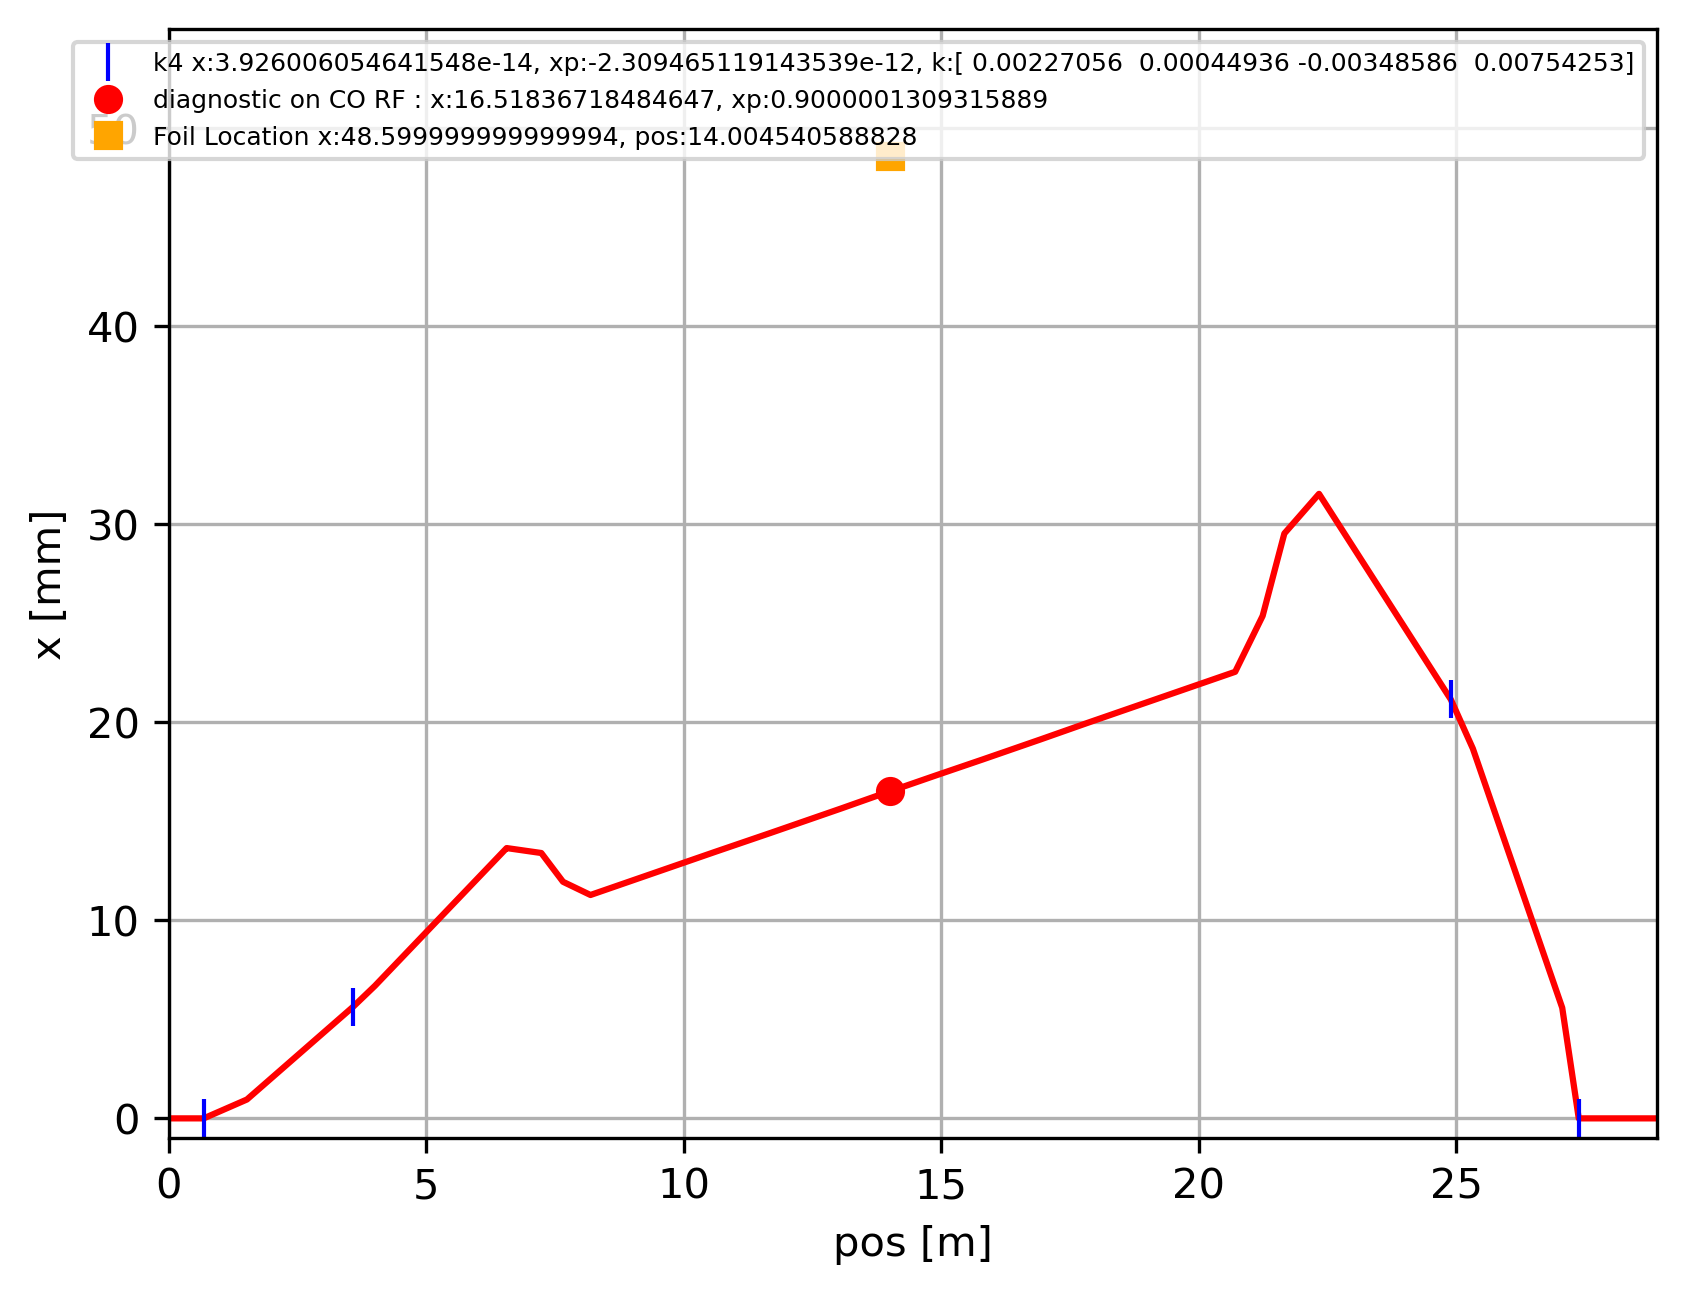 k4 x:3.926006054641548e-14, xp:-2.309465119143539e-12, k:[ 0.00227056  0.00044936 -0.00348586  0.00754253]
diagnostic on CO RF : x:16.51836718484647, xp:0.9000001309315889
50
Foil Location x:48.599999999999994, pos:14.004540588828
40
30
x [mm]
20
10
0
0 5 10 15 20 25
pos [m]